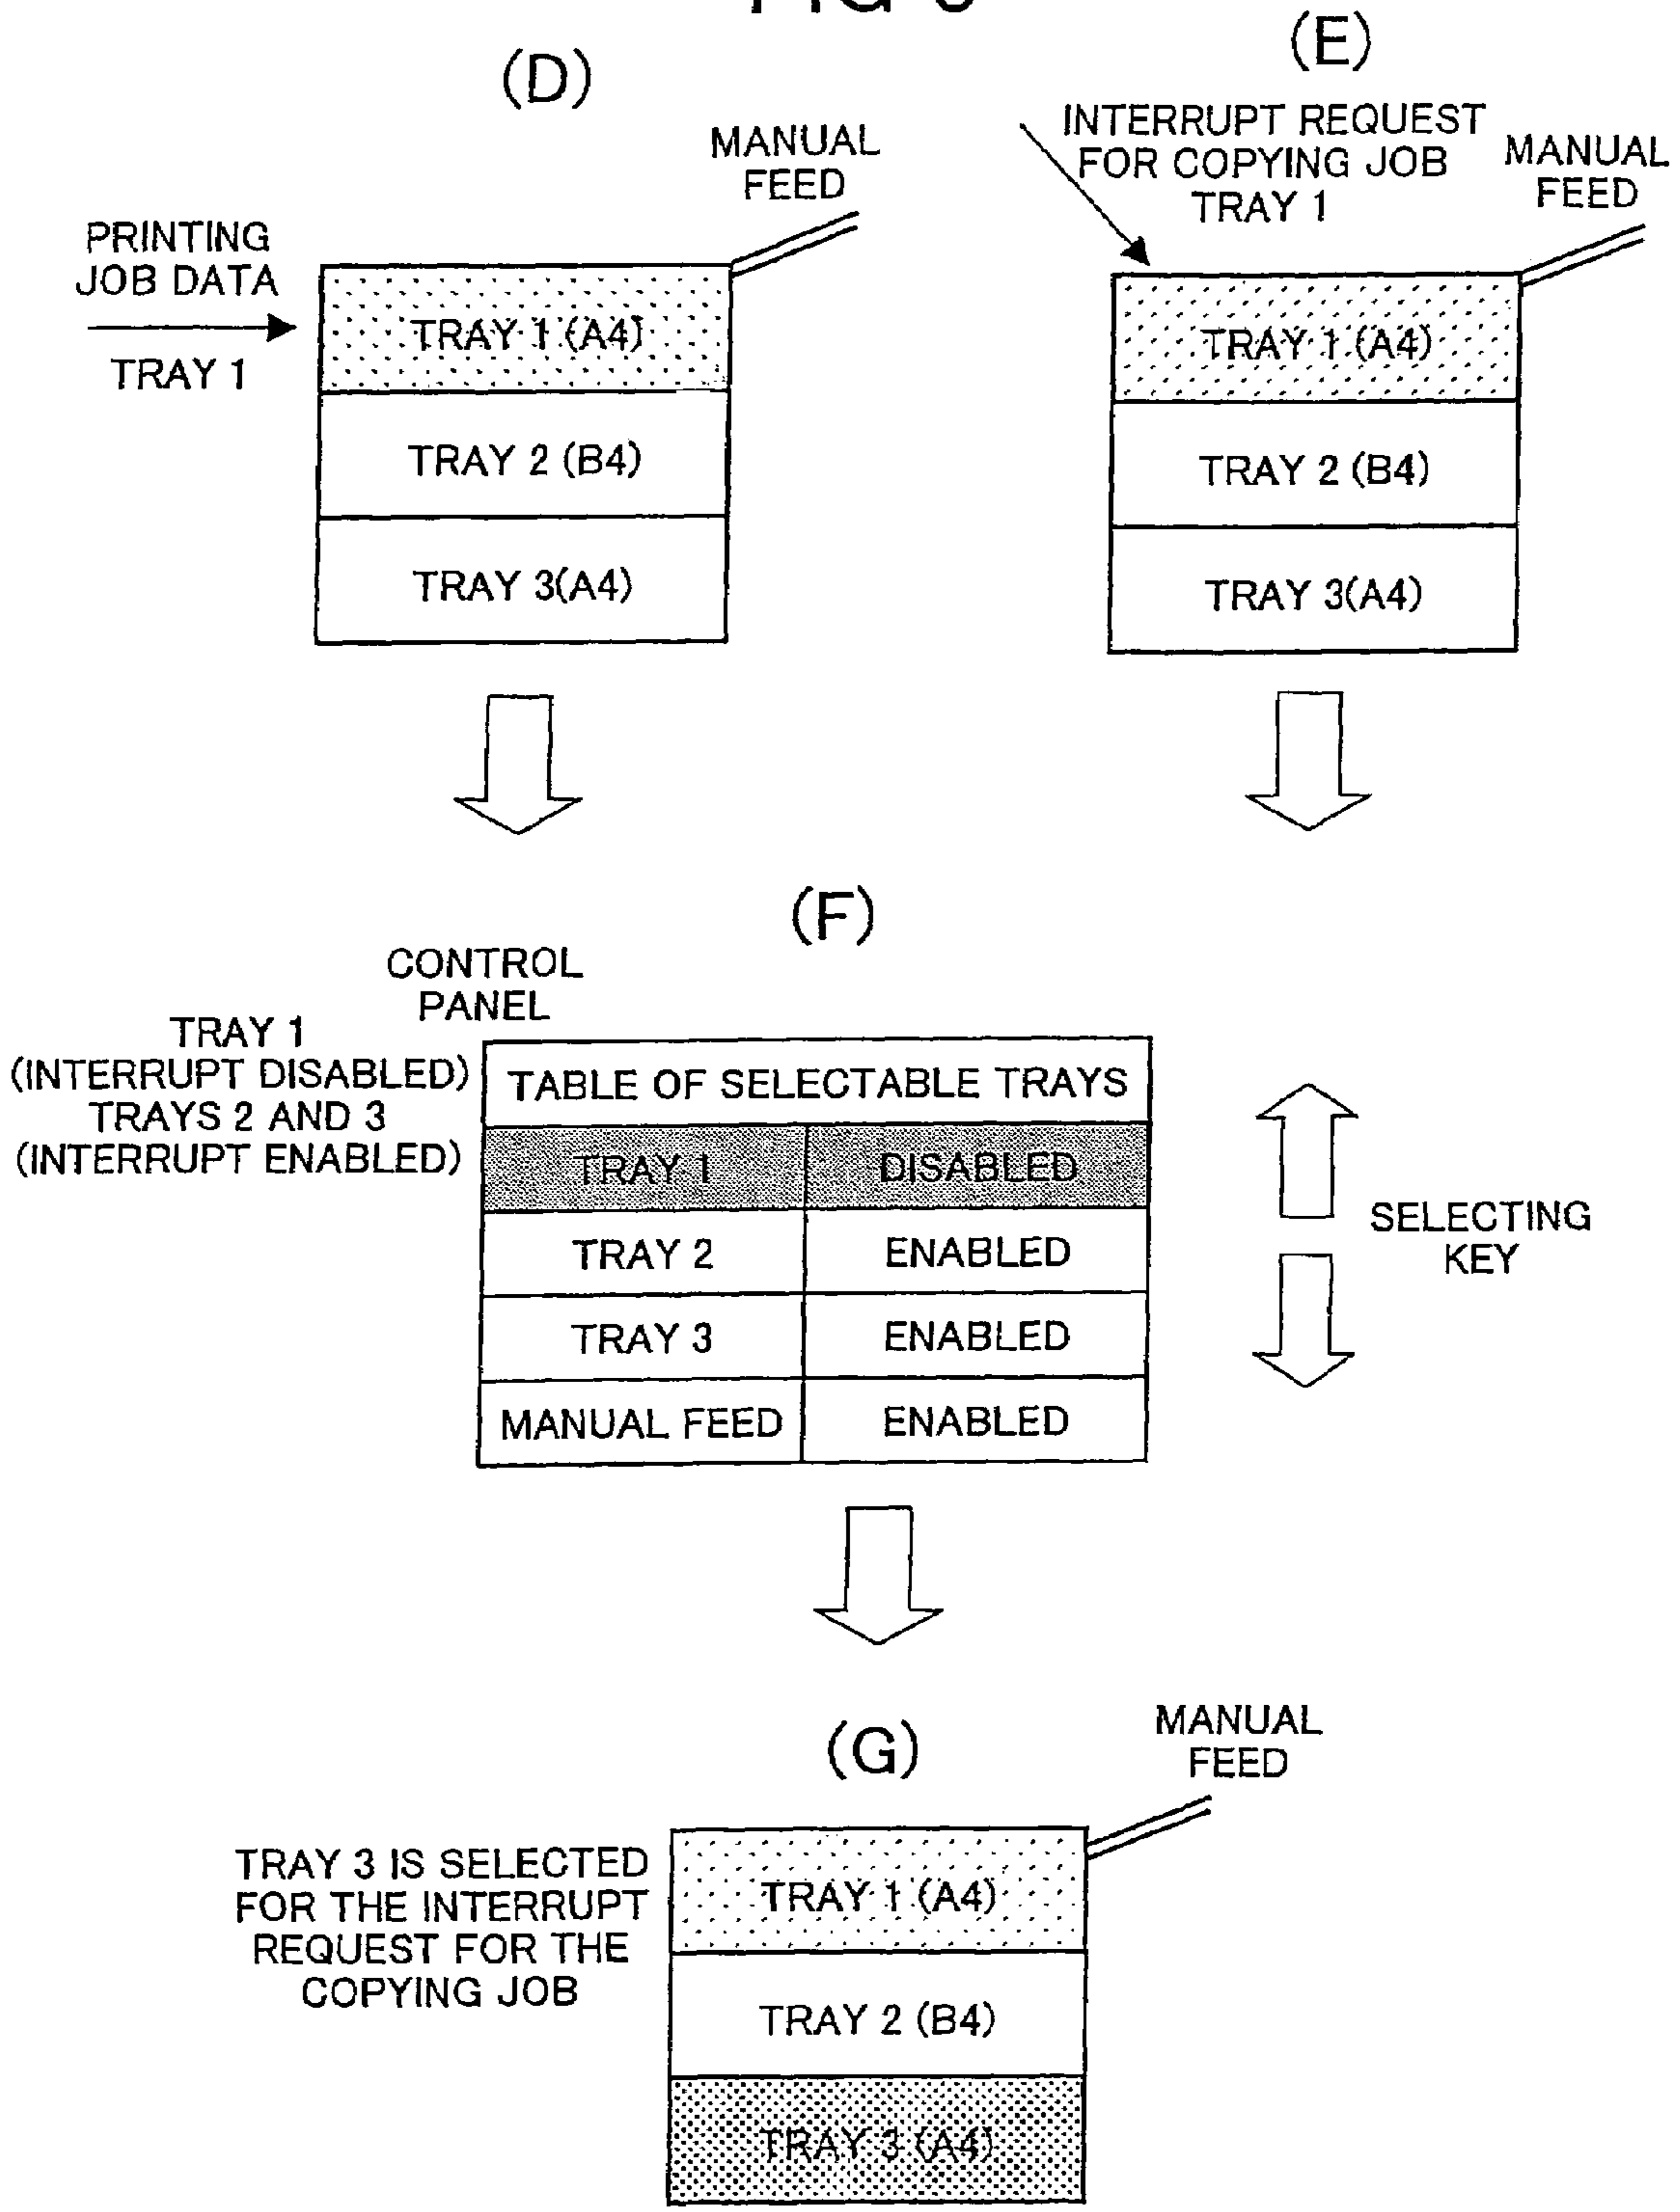 FIG
(D)
MANUAL
FEED
PRINTING
JOB DATA
TRAY 1
TRAY 1 (A4)
TRAY 2 (B4)
TRAY 3(A4)
(E)
INTERRUPT REQUEST
FOR COPYING JOB
TRAY 1
MANUAL
FEED
TRAY 1 (A4)
TRAY 2 (B4)
TRAY 3(A4)
(F)
CONTROL
PANEL
TRAY 1
(INTERRUPT DISABLED)
TRAYS 2 AND 3
(INTERRUPT ENABLED)
TABLE OF SELECTABLE TRAYS
TRAY 1 DISABLED
TRAY 2 ENABLED
TRAY 3 ENABLED
MANUAL FEED ENABLED
SELECTING
KEY
(G)
MANUAL
FEED
TRAY 3 IS SELECTED
FOR THE INTERRUPT
REQUEST FOR THE
COPYING JOB
TRAY 1 (A4)
TRAY 2 (B4)
TRAY 3 (A4)